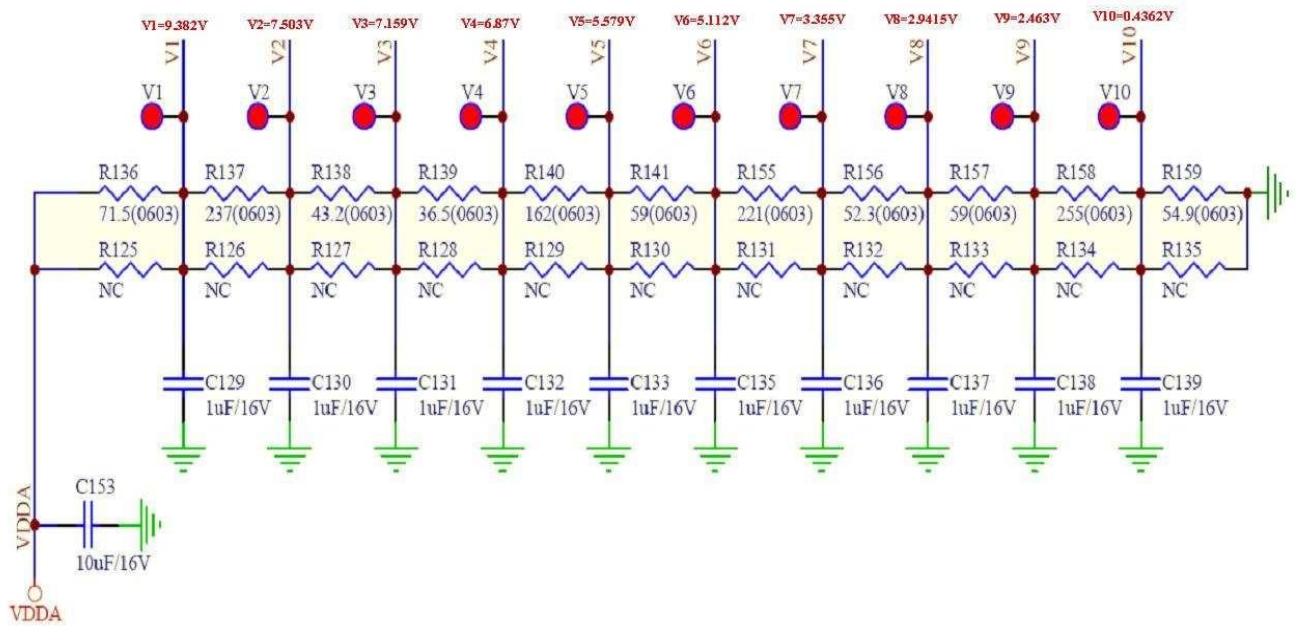 V1=9.382V V2=7.503V V3=7.159V V4=6.87V V5=5.579V V6=5.112V V7=3.355V V8=2.9415V V9=2.463V V10=0.4362V
V1 V2 V3 V4 V5 V6 V7 V8 V9 V10
V1 V2 V3 V4 V5 V6 V7 V8 V9 V10
R136 R137 R138 R139 R140 R141 R155 R156 R157 R158 R159
71.5(0603) 237(0603) 43.2(0603) 36.5(0603) 162(0603) 59(0603) 221(0603) 52.3(0603) 59(0603) 255(0603) 54.9(0603)
R125 R126 R127 R128 R129 R130 R131 R132 R133 R134 R135
NC NC NC NC NC NC NC NC NC NC NC
C129 C130 C131 C132 C133 C135 C136 C137 C138 C139
1uF/16V 1uF/16V 1uF/16V 1uF/16V 1uF/16V 1uF/16V 1uF/16V 1uF/16V 1uF/16V 1uF/16V
C153
VDDA
10uF/16V
VDDA